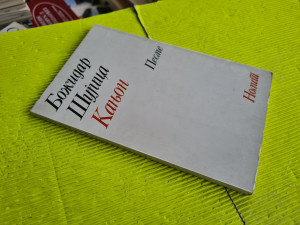 Божидар
Шујица
Кањон
Песме
Нолит